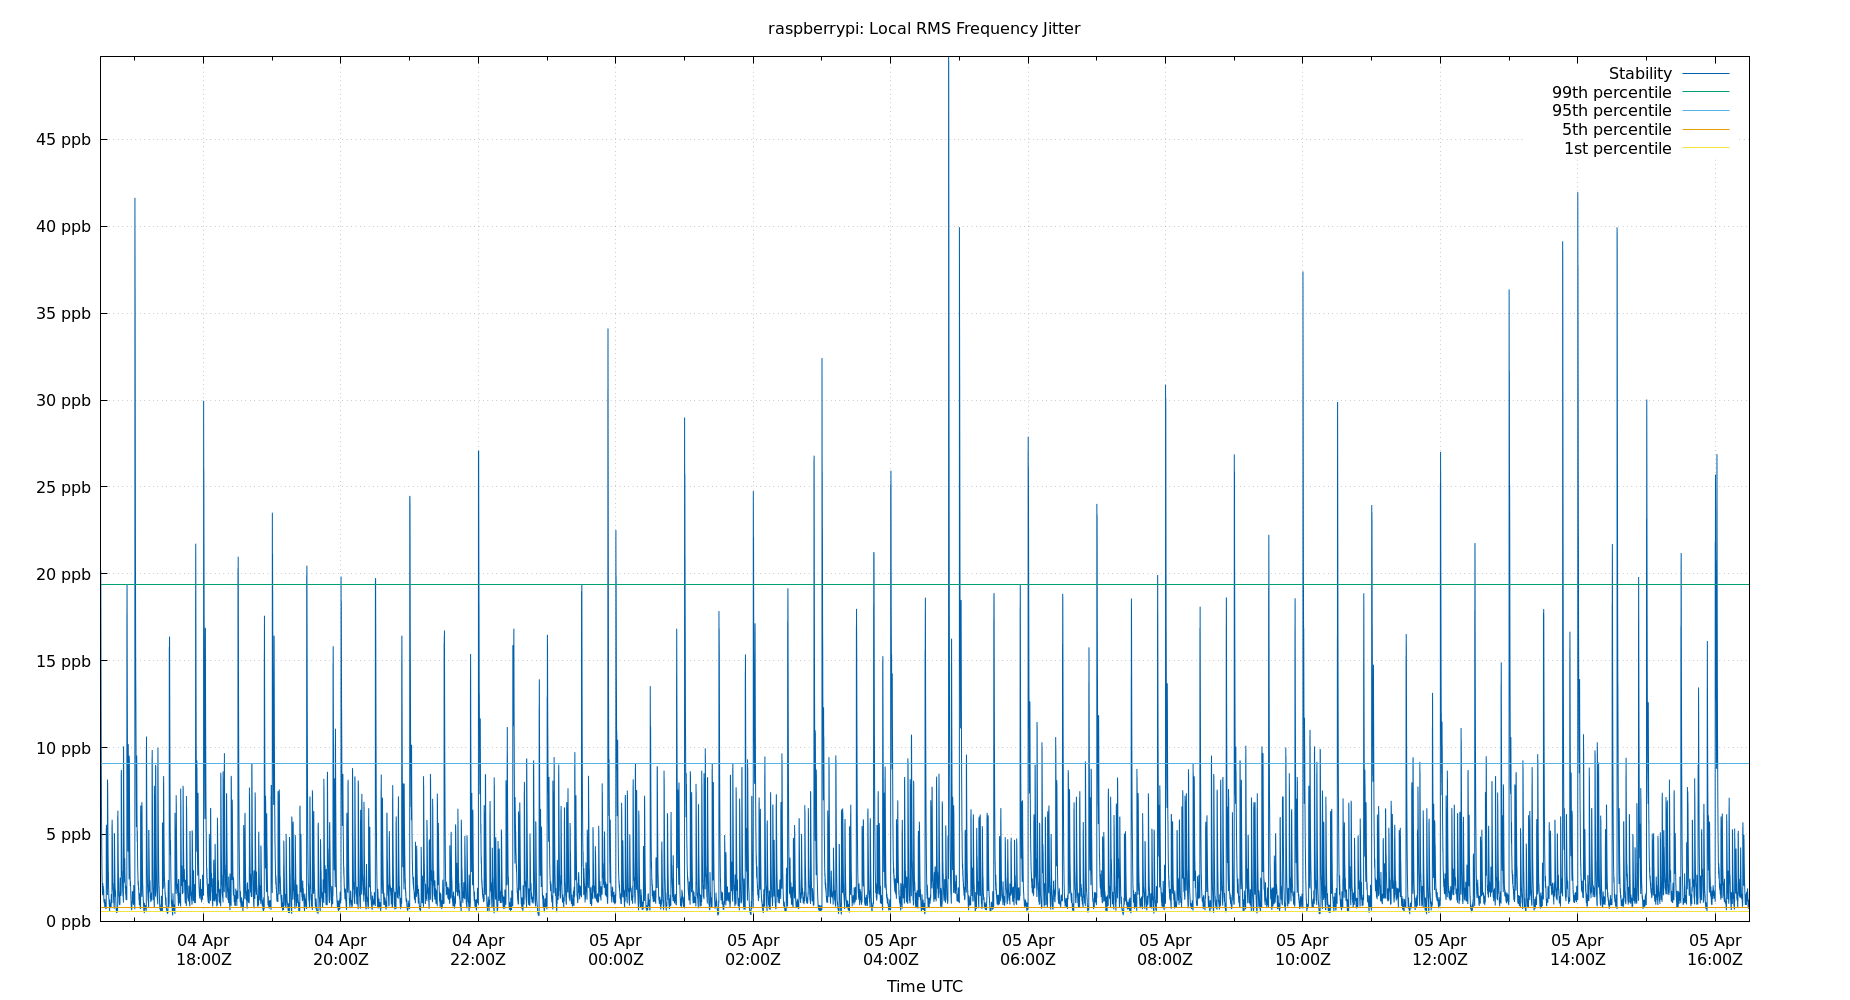 raspberrypi: Local RMS Frequency Jitter
Stability
99th percentile
95th percentile
5th percentile
1st percentile
45 ppb
40 ppb
35 ppb
30 ppb
25 ppb
20 ppb
15 ppb
10 ppb
5 ppb
0 ppb
04 Apr 04 Apr 04 Apr 05 Apr 05 Apr 05 Apr 05 Apr 05 Apr 05 Apr 05 Apr 05 Apr 05 Apr
18:00Z 20:00Z 22:00Z 00:00Z 02:00Z 04:00Z 06:00Z 08:00Z 10:00Z 12:00Z 14:00Z 16:00Z
Time UTC